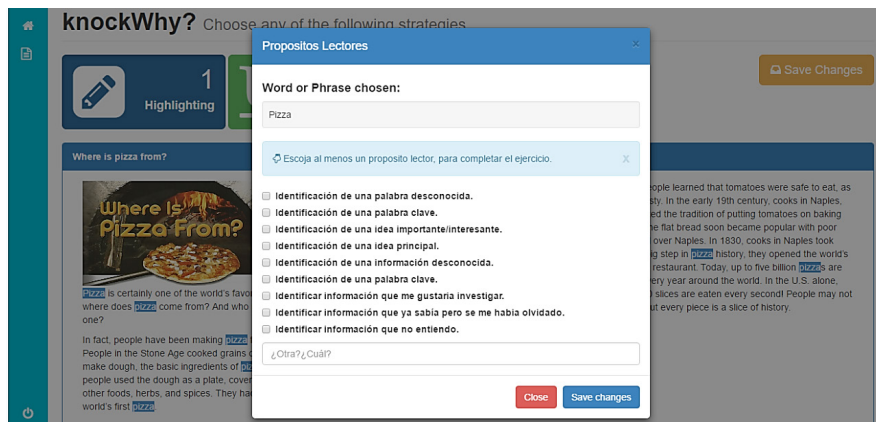 knockWhy? Choose any of the following strategies
1
Highlighting
Save Changes
Propositos Lectores
x
Word or Phrase chosen:
Pizza
Escoja al menos un proposito lector, para completar el ejercicio.
X
Identificación de una palabra desconocida.
Identificación de una palabra clave.
Identificación de una idea importante/interesante.
Identificación de una idea principal.
Identificación de una información desconocida.
Identificación de una palabra clave.
Identificar información que me gustaria investigar.
Identificar información que ya sabia pero se me habia olvidado.
Identificar información que no entiendo.
¿Otra?¿Cuál?
Close
Save changes
Where is pizza from?
Where Is
Pizza From?
Pizza is certainly one of the world's favo
where does pizza come from? And who
one?
In fact, people have been making pizza
People in the Stone Age cooked grains
make dough, the basic ingredients of
people used the dough as a plate, cover
other foods, herbs, and spices. They ha
world's first pizza.
ople learned that tomatoes were safe to eat, as
sty. In the early 19th century, cooks in Naples,
ed the tradition of putting tomatoes on baking
he flat bread soon became popular with poor
over Naples. In 1830, cooks in Naples took
ig step in pizza history, they opened the world's
restaurant. Today, up to five billion pizzas are
ery year around the world. In the U.S. alone,
slices are eaten every second! People may not
ut every piece is a slice of history.